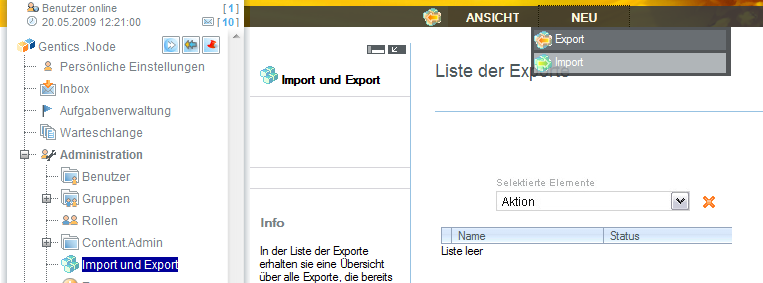 Benutzer online [ 1 ]
20.05.2009 12:21:00 [ 10 ]
Gentics .Node
Persönliche Einstellungen
Inbox
Aufgabenverwaltung
Warteschlange
Administration
Benutzer
Gruppen
Rollen
Content.Admin
Import und Export
ANSICHT NEU
Export
Import
Import und Export
Info
In der Liste der Exporte
erhalten sie eine Übersicht
über alle Exporte, die bereits
Liste der Exporte
Selektierte Elemente
Aktion
Name Status
Liste leer